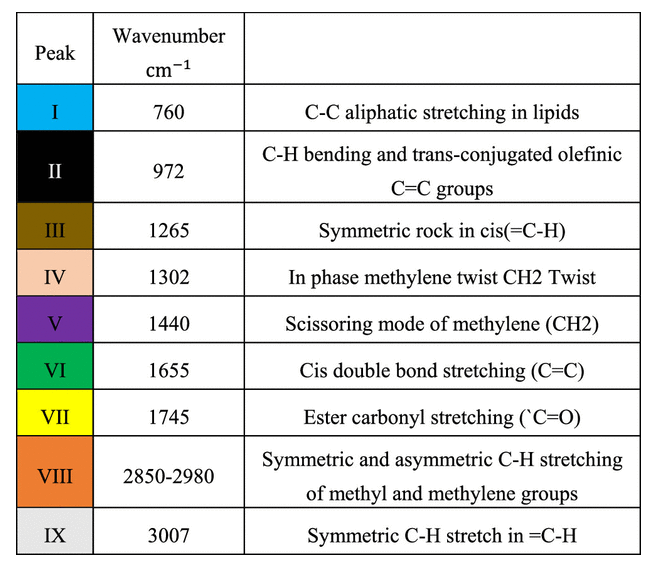 Peak
Wavenumber
cm⁻¹
I
760
C-C aliphatic stretching in lipids
II
972
C-H bending and trans-conjugated olefinic
C=C groups
III
1265
Symmetric rock in cis(=C-H)
IV
1302
In phase methylene twist CH2 Twist
V
1440
Scissoring mode of methylene (CH2)
VI
1655
Cis double bond stretching (C=C)
VII
1745
Ester carbonyl stretching (`C=O)
VIII
2850-2980
Symmetric and asymmetric C-H stretching
of methyl and methylene groups
IX
3007
Symmetric C-H stretch in =C-H